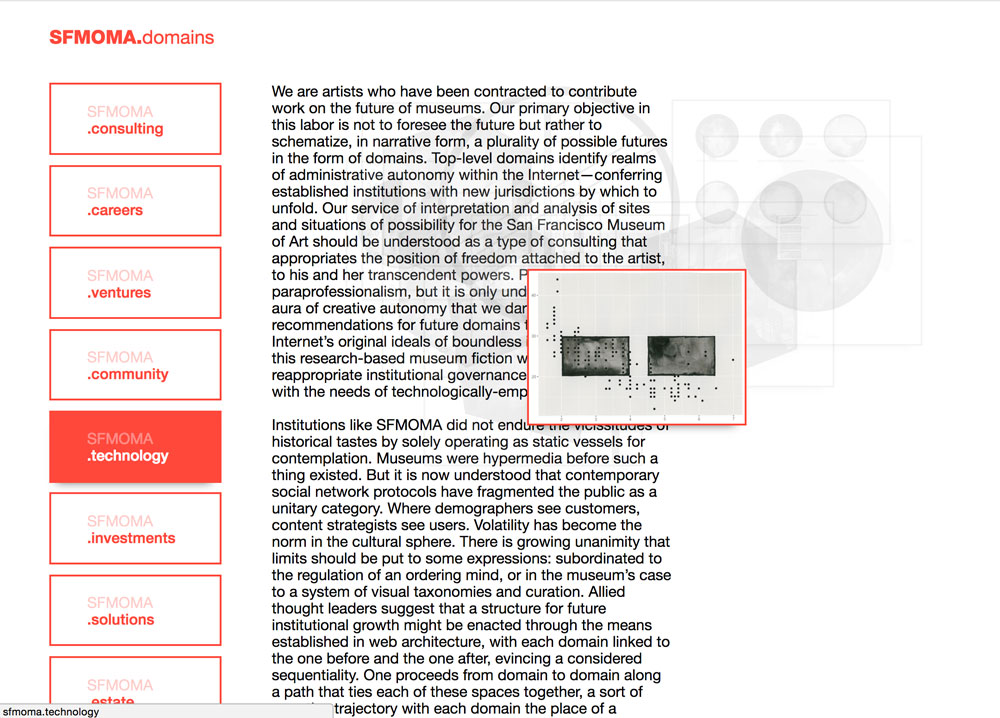 SFMOMA.domains
SFMOMA
.consulting
SFMOMA
.careers
SFMOMA
.ventures
SFMOMA
.community
SFMOMA
.technology
SFMOMA
.investments
SFMOMA
.solutions
SFMOMA
.estate
sfmoma.technology
We are artists who have been contracted to contribute
work on the future of museums. Our primary objective in
this labor is not to foresee the future but rather to
schematize, in narrative form, a plurality of possible futures
in the form of domains. Top-level domains identify realms
of administrative autonomy within the Internet—conferring
established institutions with new jurisdictions by which to
unfold. Our service of interpretation and analysis of sites
and situations of possibility for the San Francisco Museum
of Art should be understood as a type of consulting that
appropriates the position of freedom attached to the artist,
to his and her transcendent powers.
paraprofessionalism, but it is only
aura of creative autonomy that we
recommendations for future domains
Internet's original ideals of boundless
this research-based museum fiction
reappropriate institutional governance
with the needs of
Institutions like SFMOMA did not endure the vicissitudes of
historical tastes by solely operating as static vessels for
contemplation. Museums were hypermedia before such a
thing existed. But it is now understood that contemporary
social network protocols have fragmented the public as a
unitary category. Where demographers see customers,
content strategists see users. Volatility has become the
norm in the cultural sphere. There is growing unanimity that
limits should be put to some expressions: subordinated to
the regulation of an ordering mind, or in the museum's case
to a system of visual taxonomies and curation. Allied
thought leaders suggest that a structure for future
institutional growth might be enacted through the means
established in web architecture, with each domain linked to
the one before and the one after, evincing a considered
sequentiality. One proceeds from domain to domain along
a path that ties each of these spaces together, a sort of
trajectory with each domain the place of a